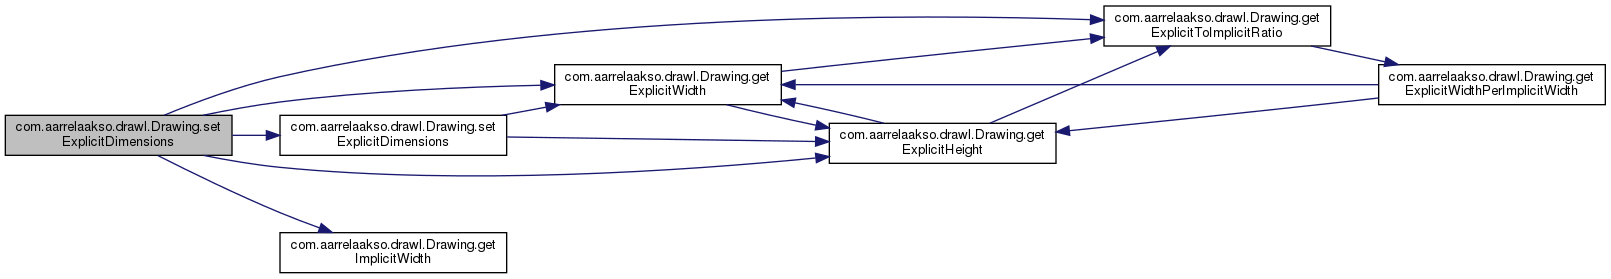 com.aarrelaakso.drawl.Drawing.set
ExplicitDimensions
com.aarrelaakso.drawl.Drawing.set
ExplicitDimensions
com.aarrelaakso.drawl.Drawing.get
ImplicitWidth
com.aarrelaakso.drawl.Drawing.get
ExplicitWidth
com.aarrelaakso.drawl.Drawing.get
ExplicitHeight
com.aarrelaakso.drawl.Drawing.get
ExplicitToImplicitRatio
com.aarrelaakso.drawl.Drawing.get
ExplicitWidthPerImplicitWidth